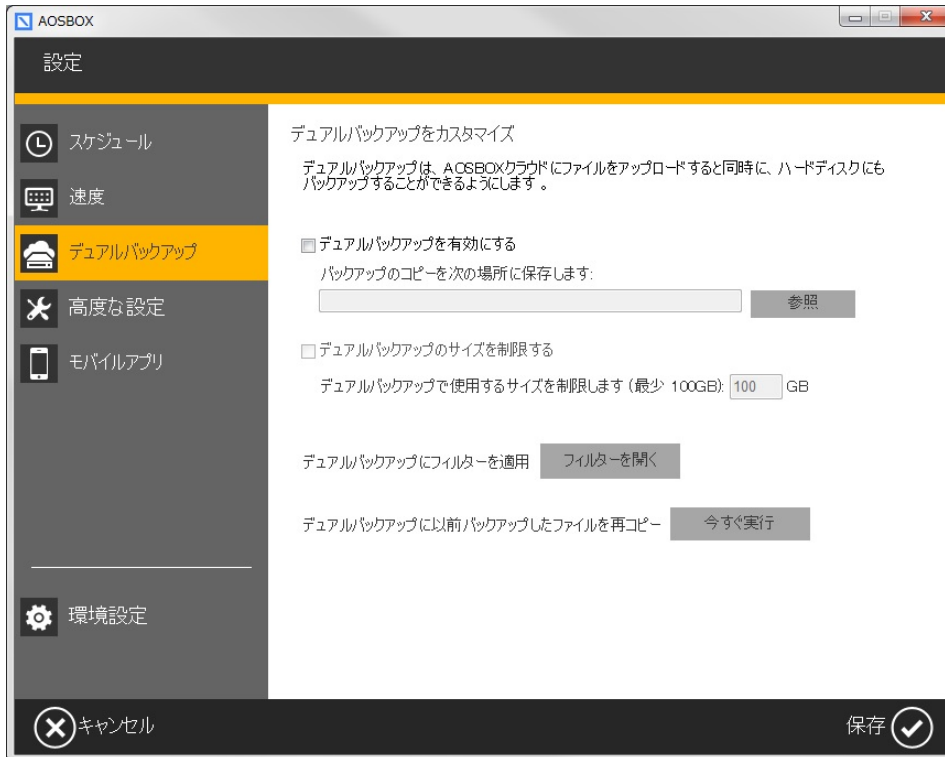 AOSBOX
設定
スケジュール
速度
デュアルバックアップ
高度な設定
モバイルアプリ
環境設定
デュアルバックアップをカスタマイズ
デュアルバックアップは、AOSBOXクラウドにファイルをアップロードすると同時に、ハードディスクにも
バックアップすることができるようにします。
デュアルバックアップを有効にする
バックアップのコピーを次の場所に保存します:
参照
デュアルバックアップのサイズを制限する
デュアルバックアップで使用するサイズを制限します (最少 100GB): 100 GB
デュアルバックアップにフィルターを適用 フィルターを開く
デュアルバックアップに以前バックアップしたファイルを再コピー 今すぐ実行
キャンセル
保存